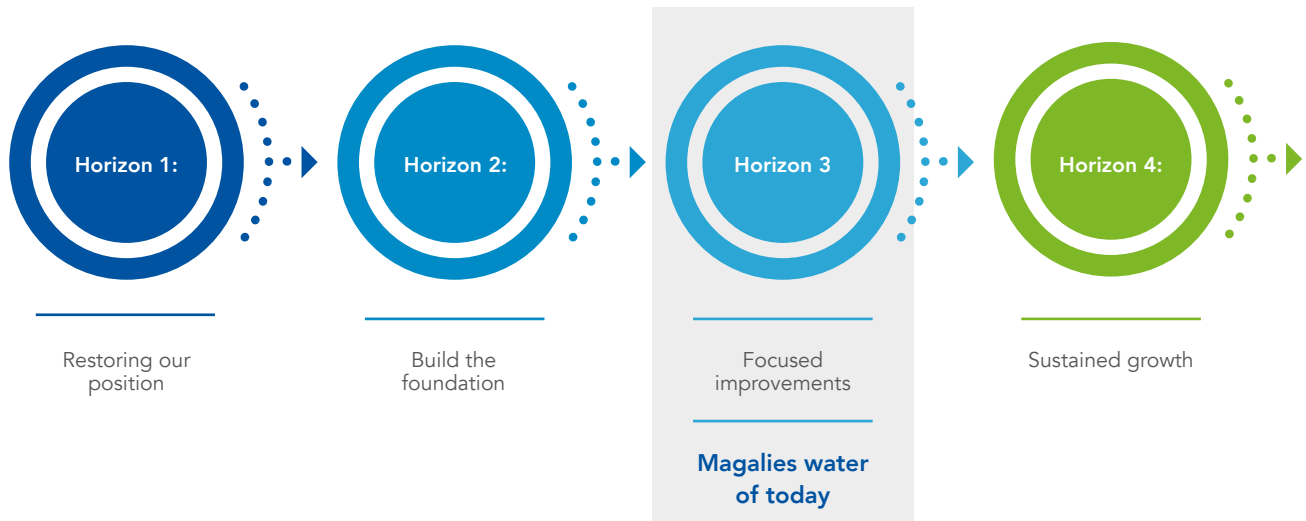 Horizon 1:
Horizon 2:
Horizon 3
Horizon 4:
Restoring our
position
Build the
foundation
Focused
improvements
Sustained growth
Magalies water
of today